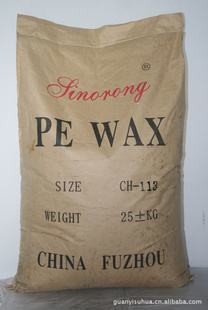 Sinorong
PE WAX
SIZE CH-113
WEIGHT 25±KG
CHINA FUZHOU
guanyisuhua.cn.alibaba.com